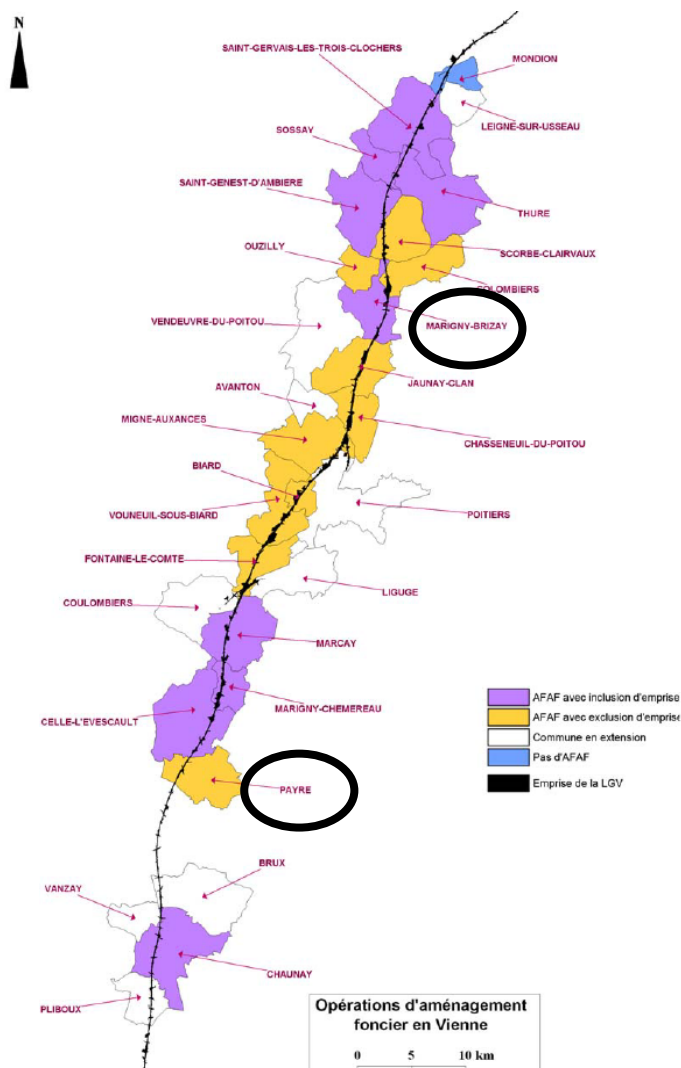 N
SAINT-GERVAIS-LES-TROIS-CLOCHERS
MONDION
LEIGNE-SUR-USSEAU
SOSSAY
SAINT-GENEST-D'AMBIERE
THURE
SCORBE-CLAIRVAUX
OUZILLY
COLOMBIERS
MARIGNY-BRIZAY
VENDEUVRE-DU-POITOU
JAUNAY-CLAN
AVANTON
MIGNE-AUXANCES
CHASSENEUIL-DU-POITOU
BIARD
POITIERS
VOUNEUIL-SOUS-BIARD
FONTAINE-LE-COMTE
LIGUGE
COULOMBIERS
MARCAY
MARIGNY-CHEMEREAU
CELLE-L'EVESCAULT
PAYRE
BRUX
VANZAY
CHAUNAY
PLIBOUX
AFAF avec inclusion d'emprise
AFAF avec exclusion d'emprise
Commune en extension
Pas d'AFAF
Emprise de la LGV
Opérations d'aménagement
foncier en Vienne
0 5 10 km